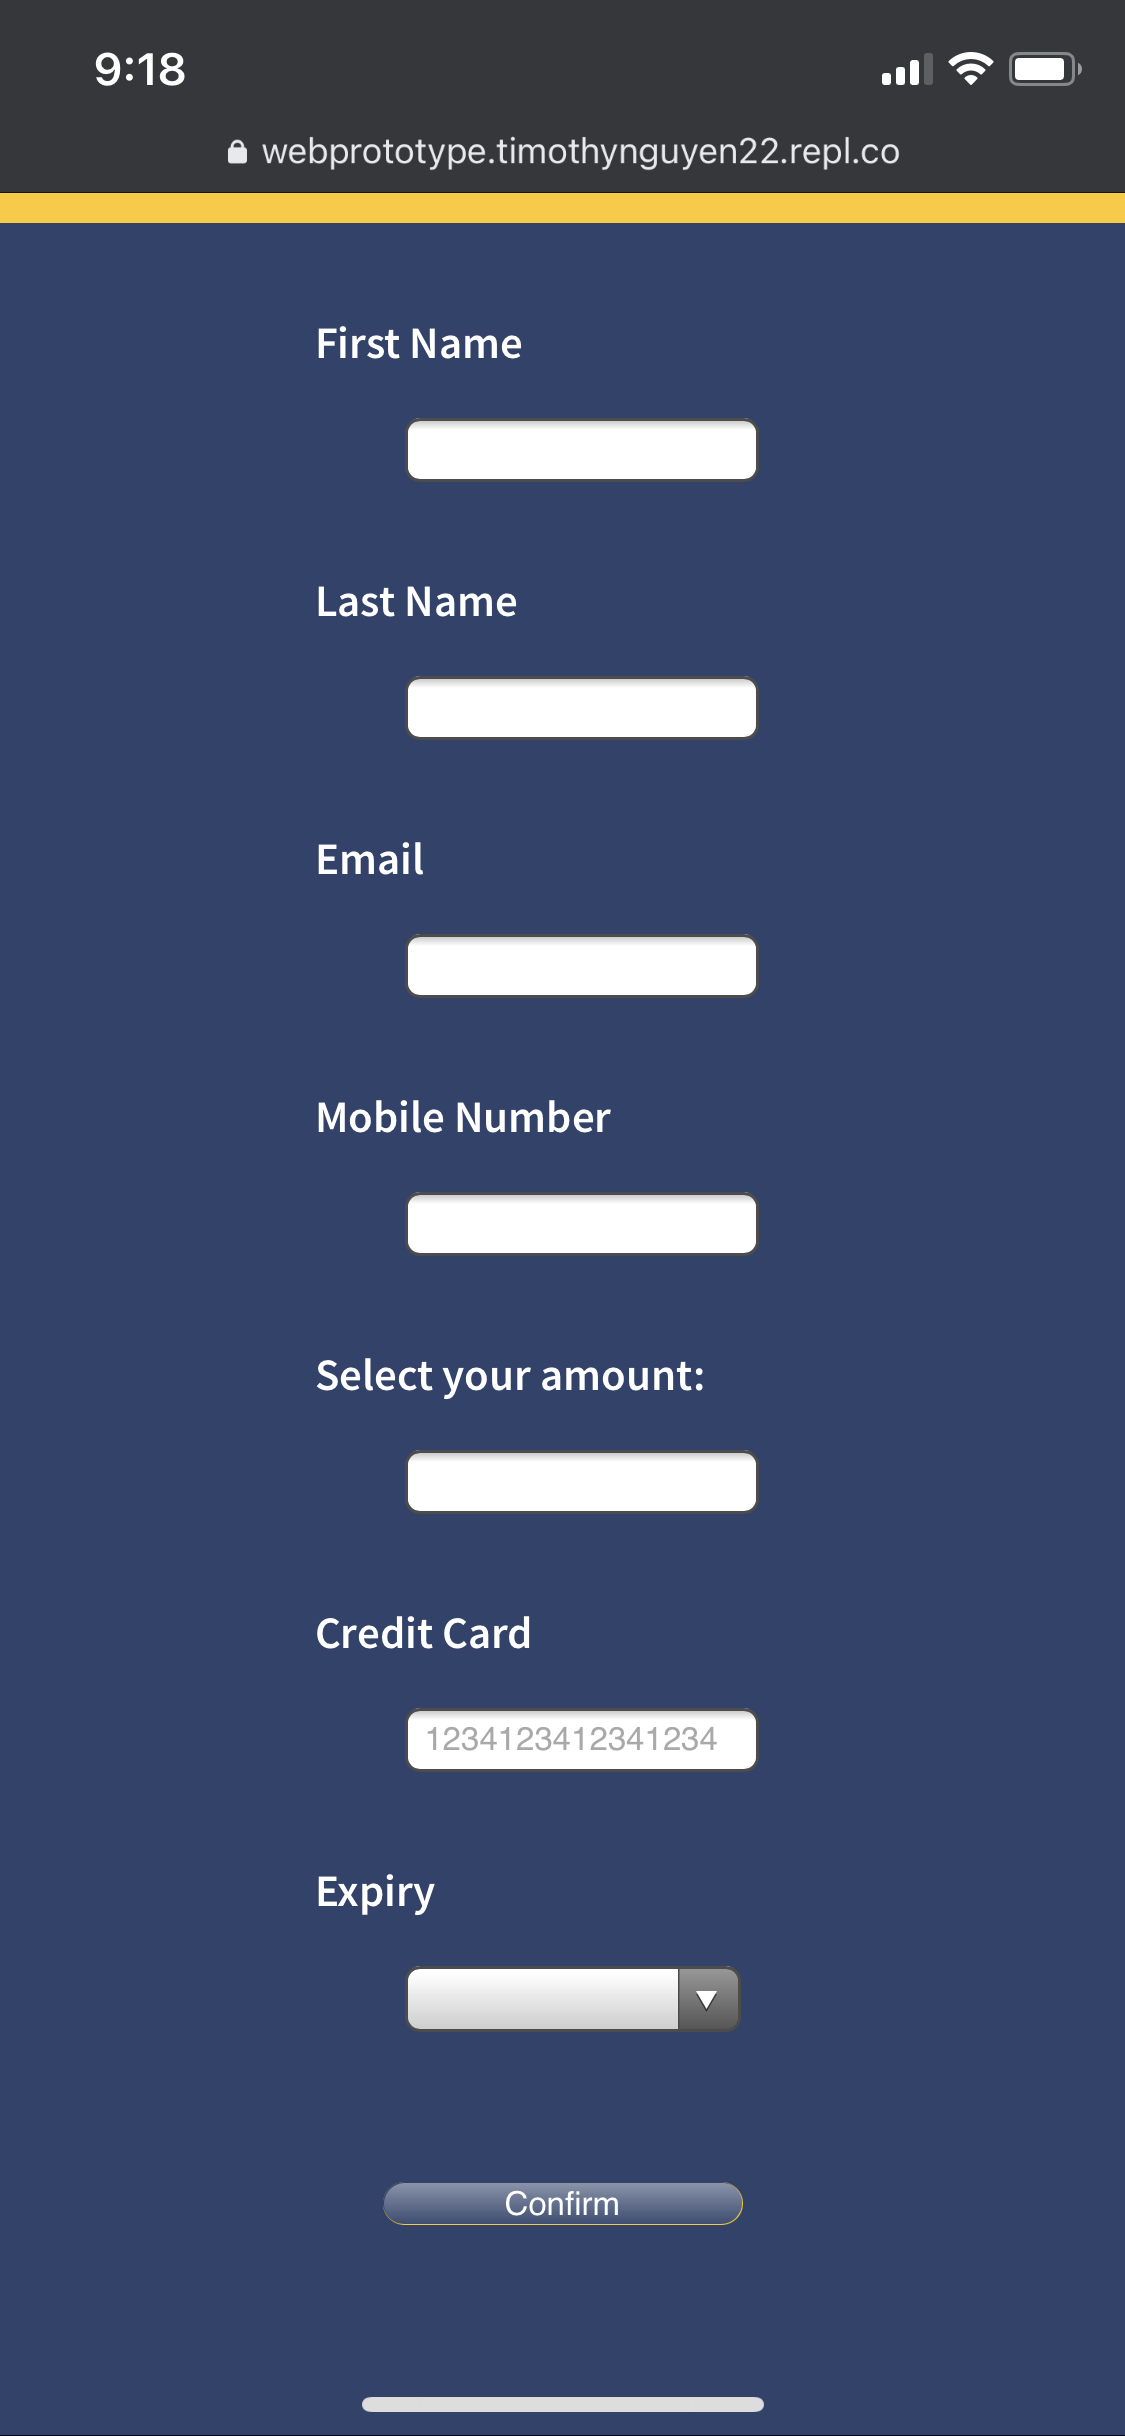 9:18
webprototype.timothynguyen22.repl.co
First Name
Last Name
Email
Mobile Number
Select your amount:
Credit Card
1234123412341234
Expiry
Confirm